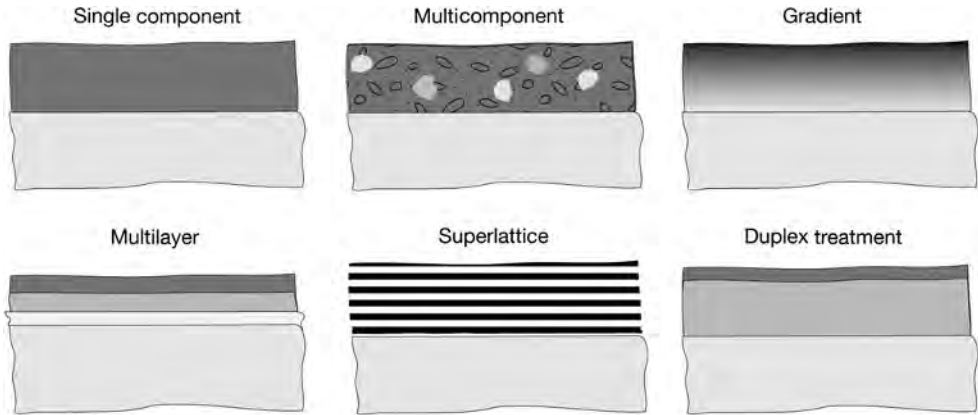 Single component
Multicomponent
Gradient
Multilayer
Superlattice
Duplex treatment